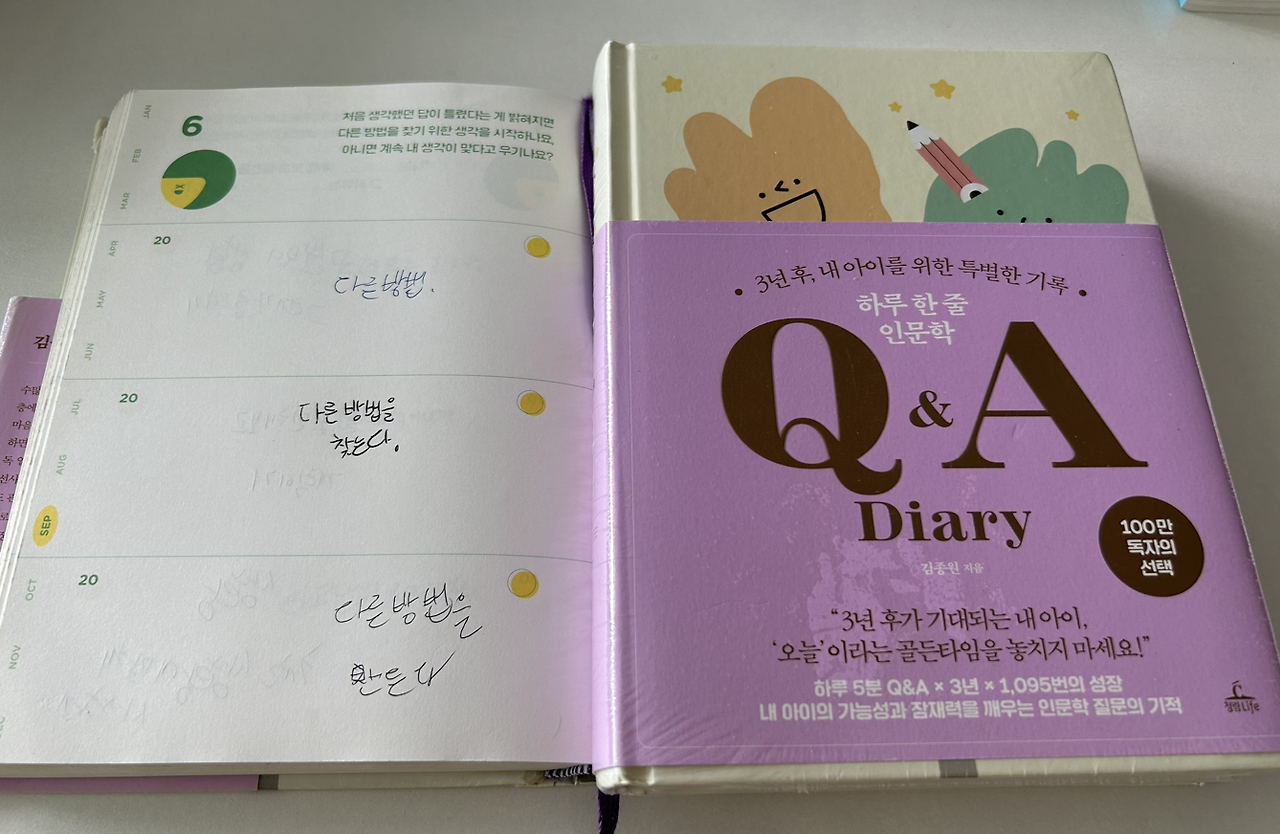 JAN
FEB
MAR
APR
MAY
JUN
JUL
AUG
SEP
OCT
NOV
6
처음 생각했던 답이 틀렸다는 게 밝혀지면
다른 방법을 찾기 위한 생각을 시작하나요,
아니면 계속 내 생각이 맞다고 우기나요?
OX
20
다른 방법.
20
다른 방법을
찾는다.
20
다른 방법을
만든다
3년 후, 내 아이를 위한 특별한 기록
하루 한 줄
인문학
Q & A
Diary
김종원 지음
100만
독자의
선택
“3년 후가 기대되는 내 아이,
‘오늘’이라는 골든타임을 놓치지 마세요!”
하루 5분 Q&A × 3년 × 1,095번의 성장
내 아이의 가능성과 잠재력을 깨우는 인문학 질문의 기적
청림Life